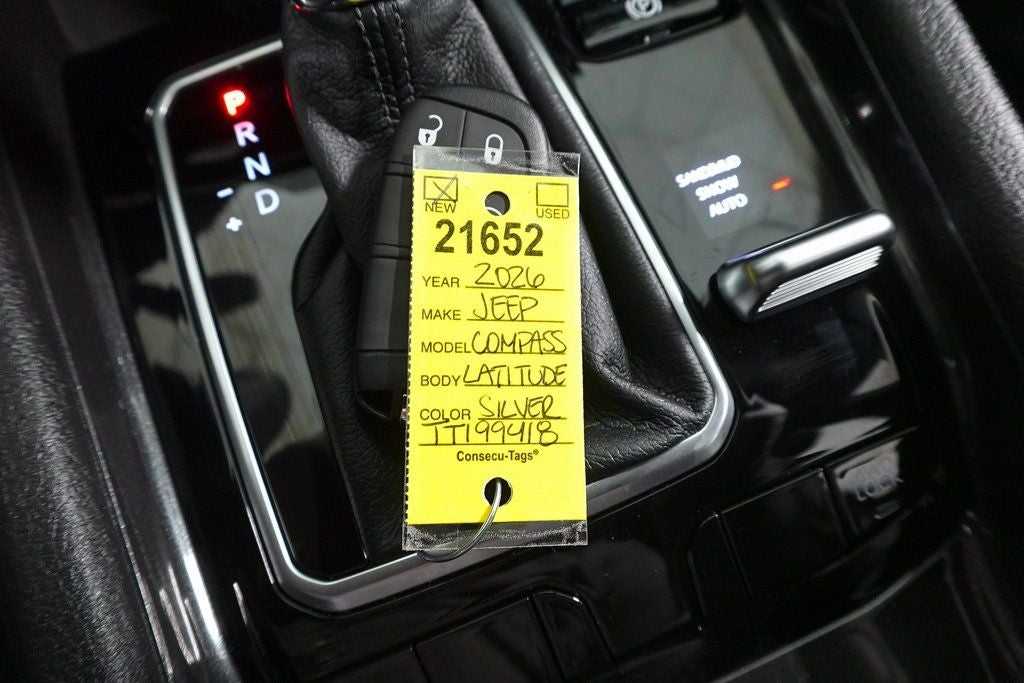 P
R
N
D
-
+
SAND/MUD
SNOW
AUTO
NEW
USED
21652
YEAR 2026
MAKE JEEP
MODEL COMPASS
BODY LATITUDE
COLOR SILVER
TT199418
Consecu-Tags®
LOCK